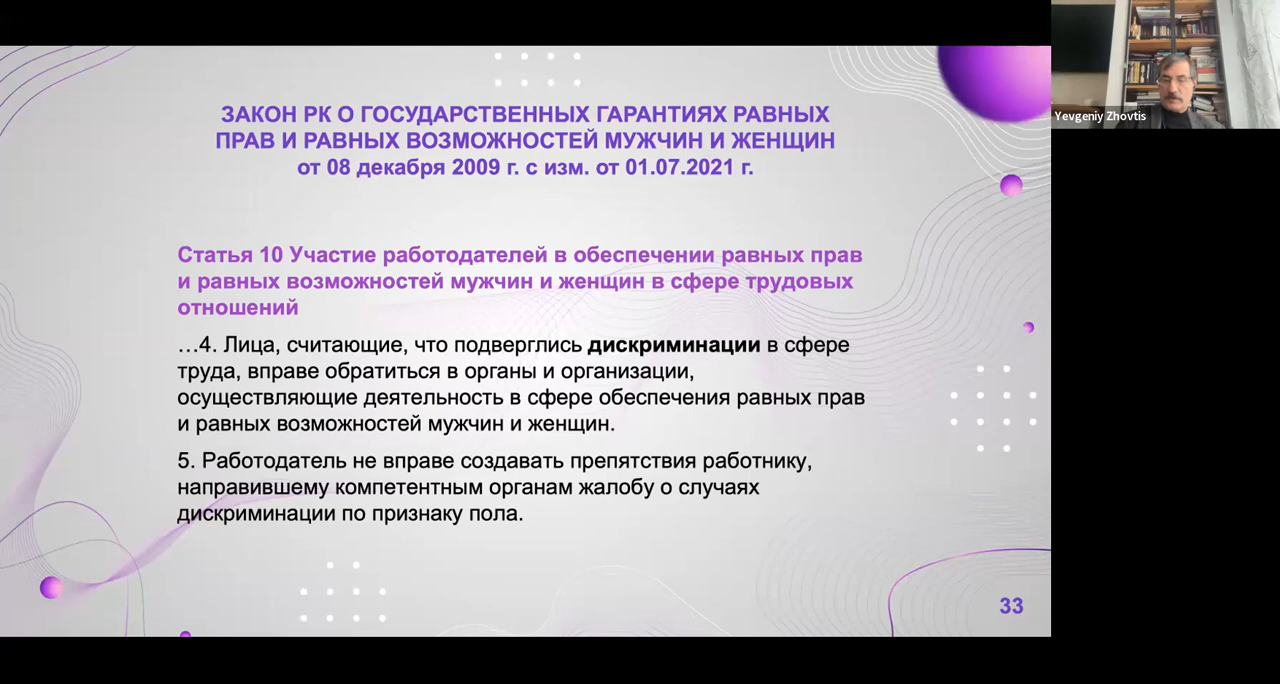 ЗАКОН РК О ГОСУДАРСТВЕННЫХ ГАРАНТИЯХ РАВНЫХ
ПРАВ И РАВНЫХ ВОЗМОЖНОСТЕЙ МУЖЧИН И ЖЕНЩИН
от 08 декабря 2009 г. с изм. от 01.07.2021 г.
Yevgeniy Zhovtis
Статья 10 Участие работодателей в обеспечении равных прав
и равных возможностей мужчин и женщин в сфере трудовых
отношений
…4. Лица, считающие, что подверглись дискриминации в сфере
труда, вправе обратиться в органы и организации,
осуществляющие деятельность в сфере обеспечения равных прав
и равных возможностей мужчин и женщин.
5. Работодатель не вправе создавать препятствия работнику,
направившему компетентным органам жалобу о случаях
дискриминации по признаку пола.
33